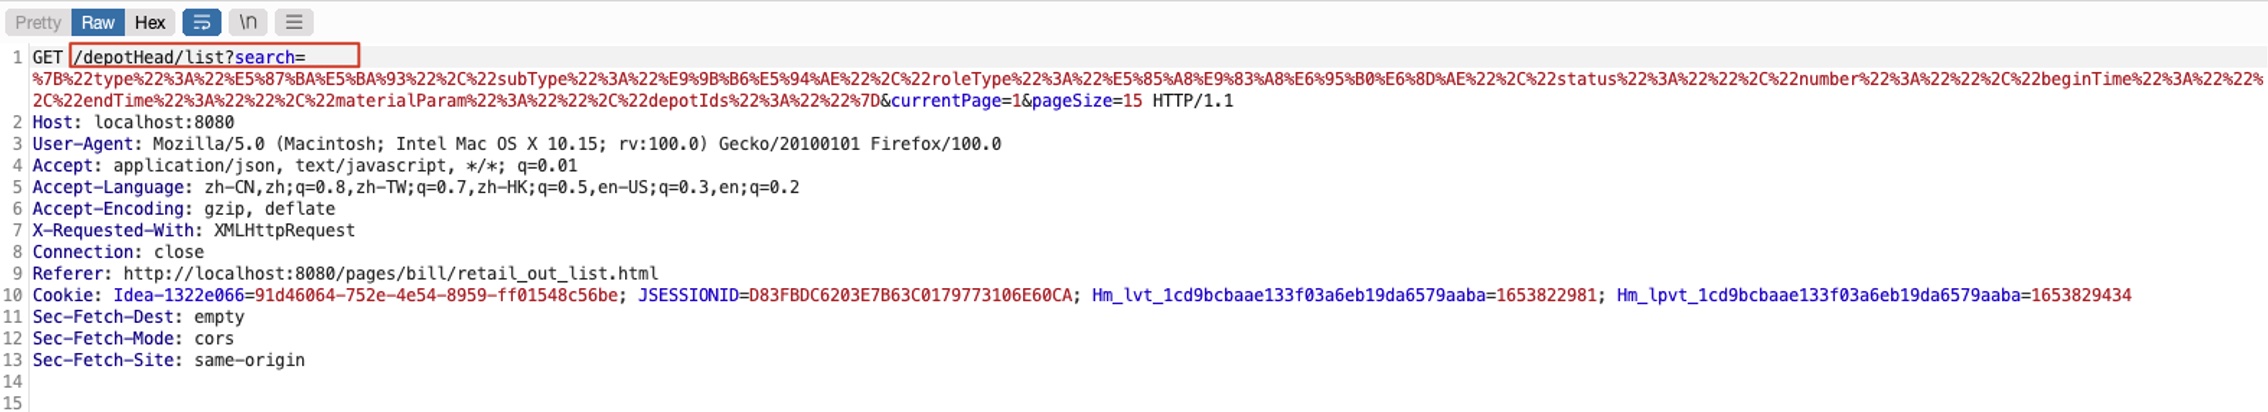 Pretty Raw Hex \n
1 GET /depotHead/list?search=
%7B%22type%22%3A%22%E5%87%BA%E5%BA%93%22%2C%22subType%22%3A%22%E9%9B%B6%E5%94%AE%22%2C%22roleType%22%3A%22%E5%85%A8%E9%83%A8%E6%95%B0%E6%8D%AE%22%2C%22status%22%3A%22%22%2C%22number%22%3A%22%22%2C%22beginTime%22%3A%22%22%
2C%22endTime%22%3A%22%22%2C%22materialParam%22%3A%22%22%2C%22depotIds%22%3A%22%22%7D&currentPage=1&pageSize=15 HTTP/1.1
2 Host: localhost:8080
3 User-Agent: Mozilla/5.0 (Macintosh; Intel Mac OS X 10.15; rv:100.0) Gecko/20100101 Firefox/100.0
4 Accept: application/json, text/javascript, */*; q=0.01
5 Accept-Language: zh-CN,zh;q=0.8,zh-TW;q=0.7,zh-HK;q=0.5,en-US;q=0.3,en;q=0.2
6 Accept-Encoding: gzip, deflate
7 X-Requested-With: XMLHttpRequest
8 Connection: close
9 Referer: http://localhost:8080/pages/bill/retail_out_list.html
10 Cookie: Idea-1322e066=91d46064-752e-4e54-8959-ff01548c56be; JSESSIONID=D83FBDC6203E7B63C0179773106E60CA; Hm_lvt_1cd9bcbaae133f03a6eb19da6579aaba=1653822981; Hm_lpvt_1cd9bcbaae133f03a6eb19da6579aaba=1653829434
11 Sec-Fetch-Dest: empty
12 Sec-Fetch-Mode: cors
13 Sec-Fetch-Site: same-origin
14
15